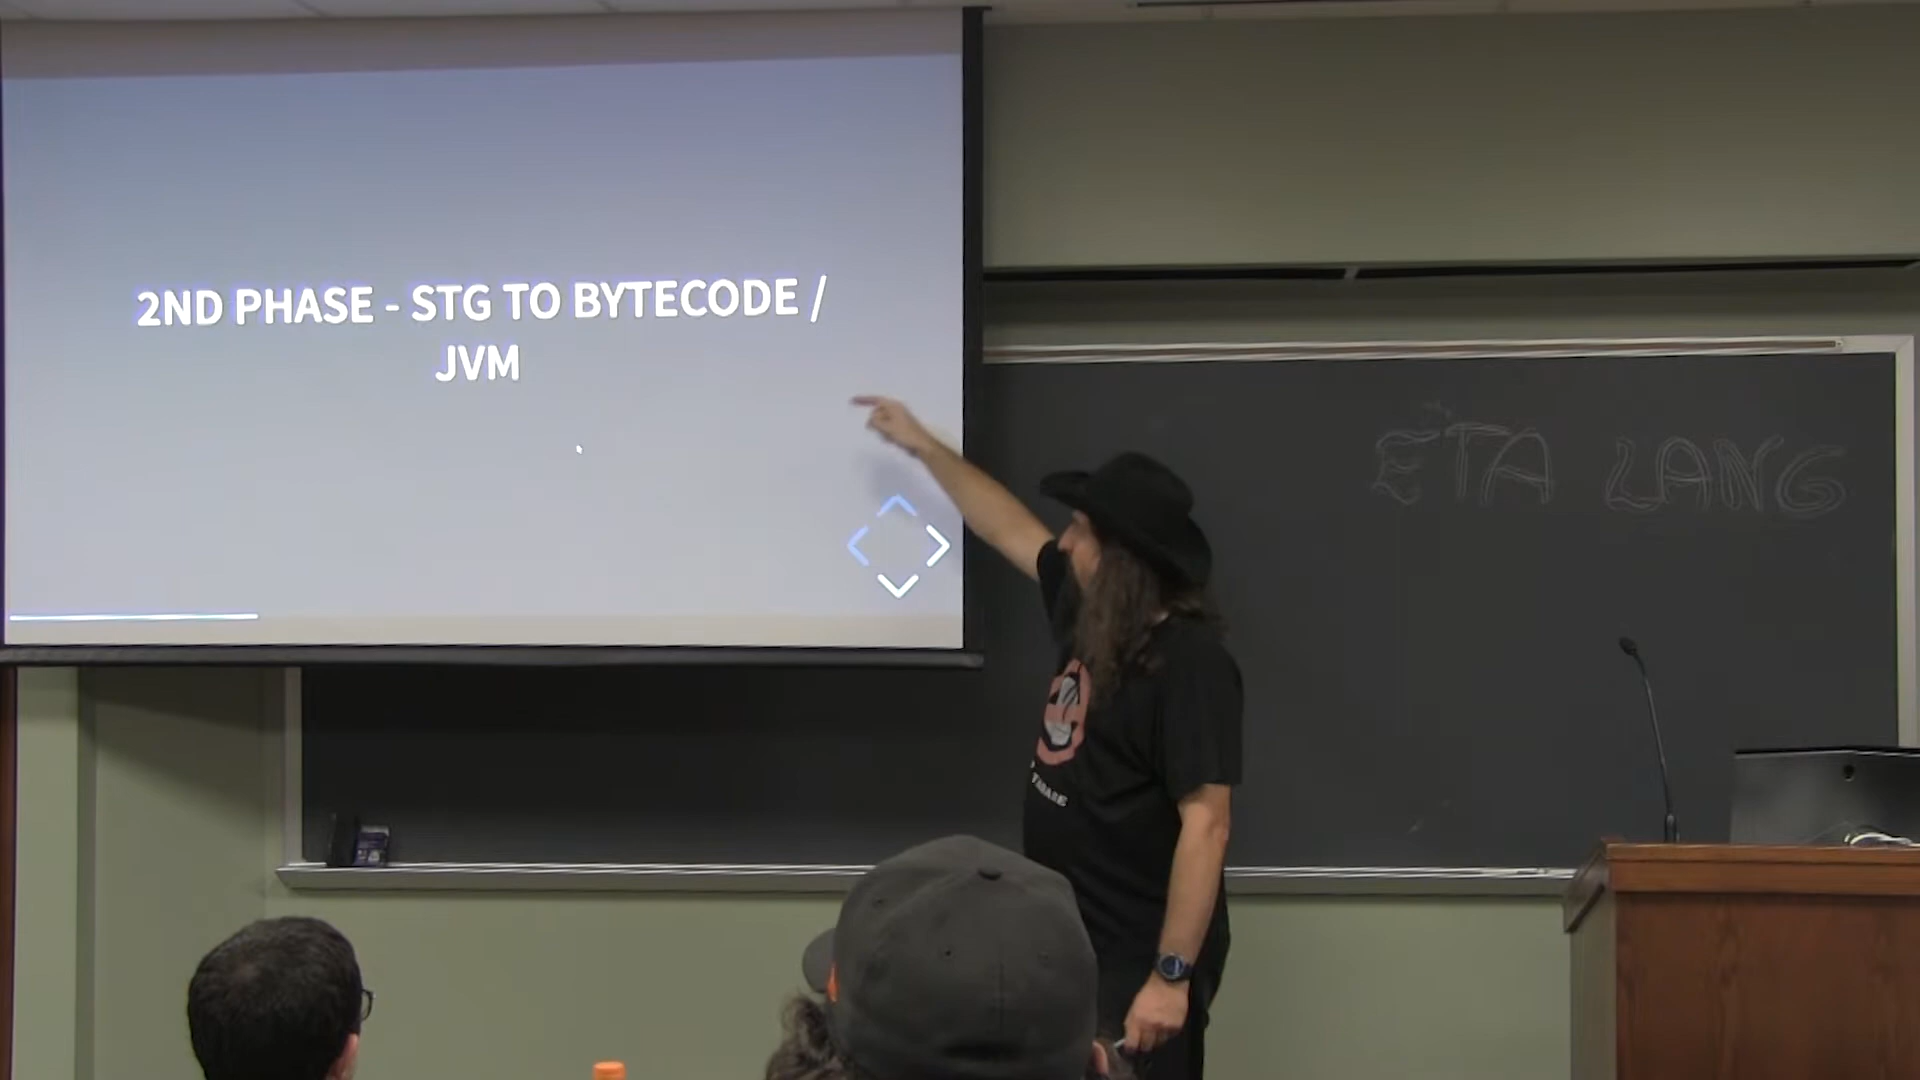 2ND PHASE - STG TO BYTECODE /
JVM
ETA LANG